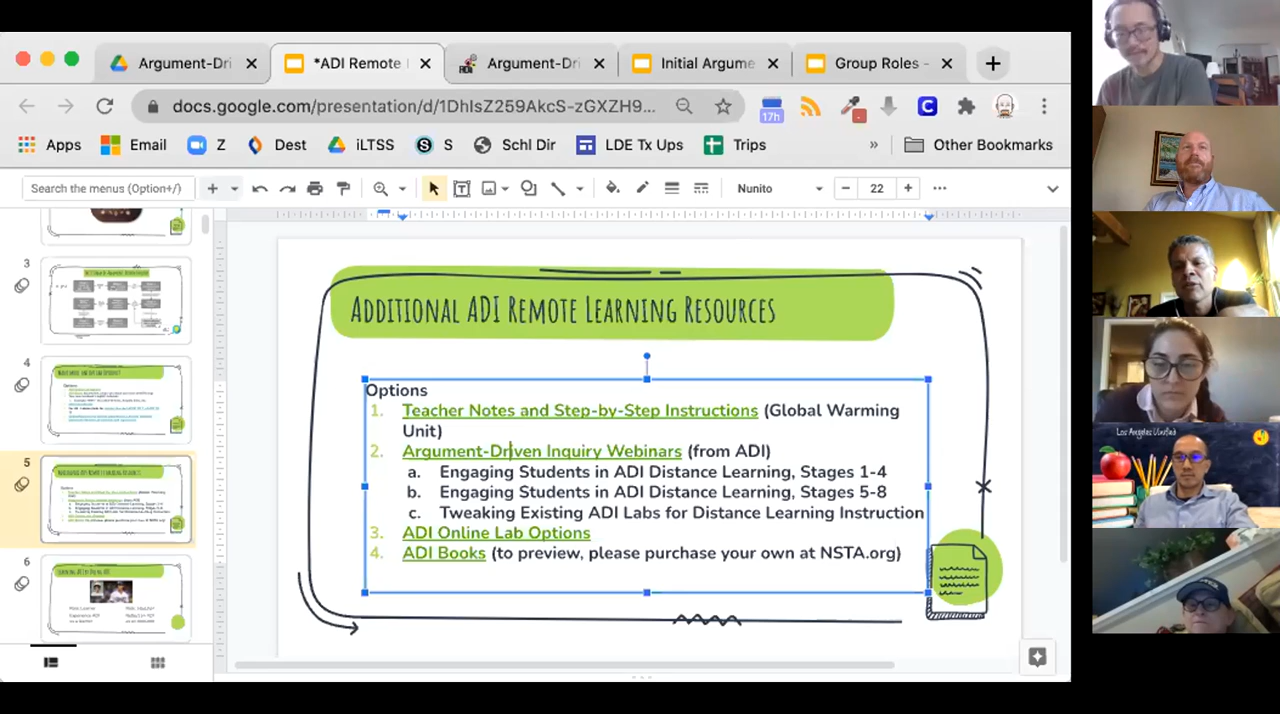 Argument-Dri
*ADI Remote
Argument-Dri
Initial Argume
Group Roles -
docs.google.com/presentation/d/1DhIsZ259AkcS-zGXZH9...
17h
Apps
Email
Z
Dest
iLTSS
S
Schl Dir
LDE Tx Ups
Trips
»
Other Bookmarks
Search the menus (Option+/)
Nunito
22
3
4
5
6
Additional ADI Remote Learning Resources
Options
1. Teacher Notes and Step-by-Step Instructions (Global Warming
Unit)
2. Argument-Driven Inquiry Webinars (from ADI)
a. Engaging Students in ADI Distance Learning, Stages 1-4
b. Engaging Students in ADI Distance Learning, Stages 5-8
c. Tweaking Existing ADI Labs for Distance Learning Instruction
3. ADI Online Lab Options
4. ADI Books (to preview, please purchase your own at NSTA.org)
Los Angeles Unified